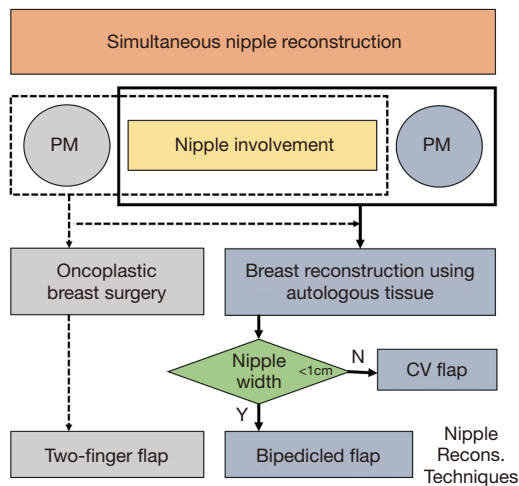 Simultaneous nipple reconstruction
PM
Nipple involvement
PM
Oncoplastic
breast surgery
Breast reconstruction using
autologous tissue
Nipple
width
<1cm
N
CV flap
Y
Two-finger flap
Bipedicled flap
Nipple
Recons.
Techniques